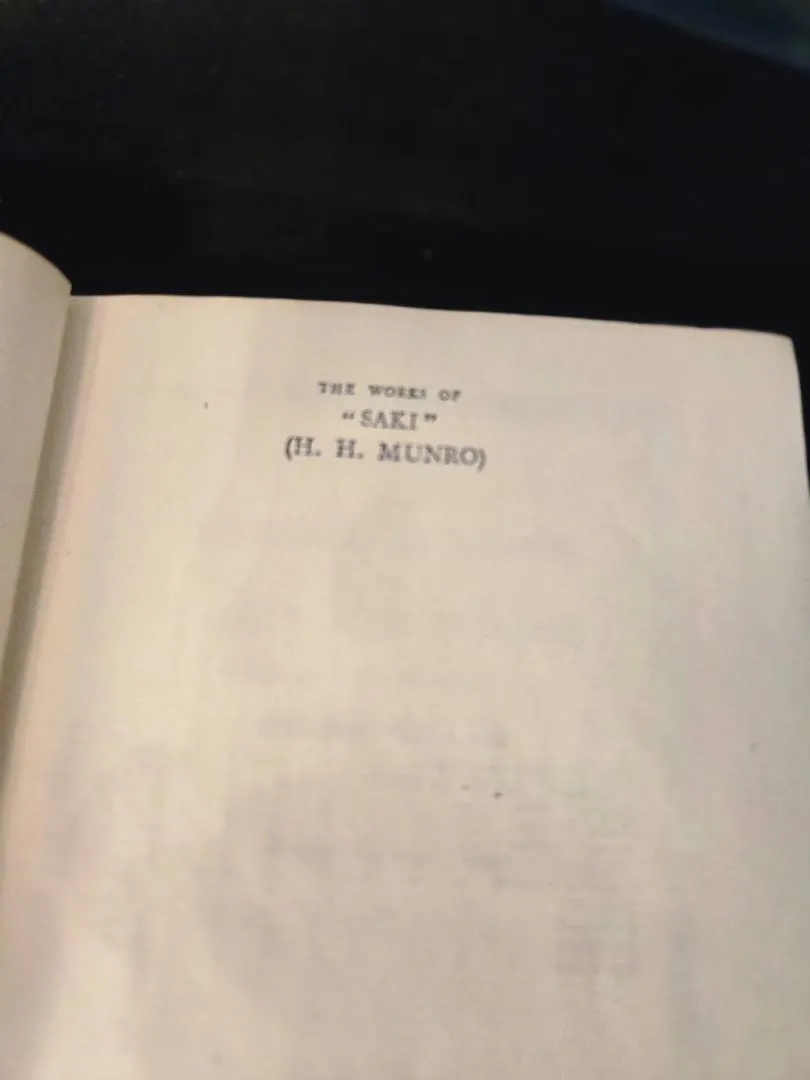 THE WORKS OF
“SAKI”
(H. H. MUNRO)